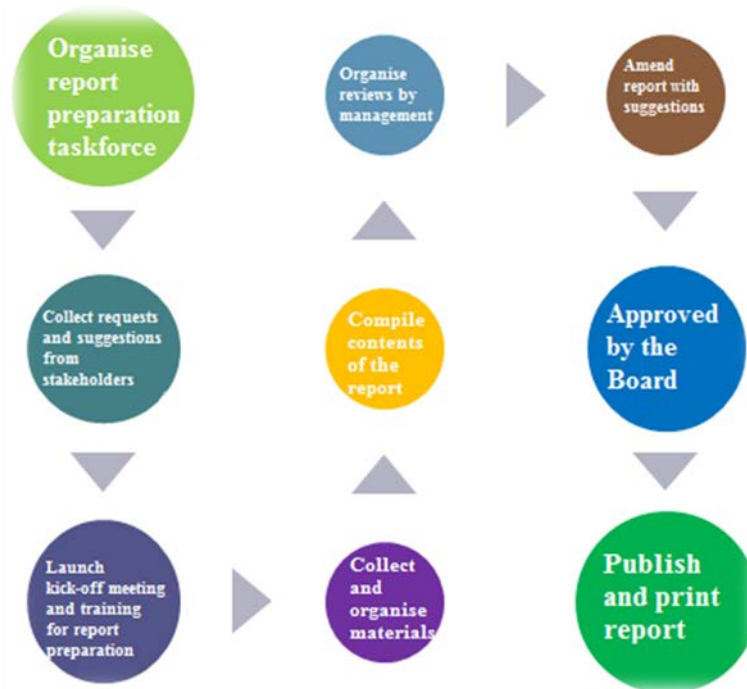 Organise
report
preparation
taskforce
Collect requests
and suggestions
from
stakeholders
Launch
kick-off meeting
and training
for report
preparation
Collect
and
organise
materials
Compile
contents
of the
report
Organise
reviews by
management
Amend
report with
suggestions
Approved
by the
Board
Publish
and print
report